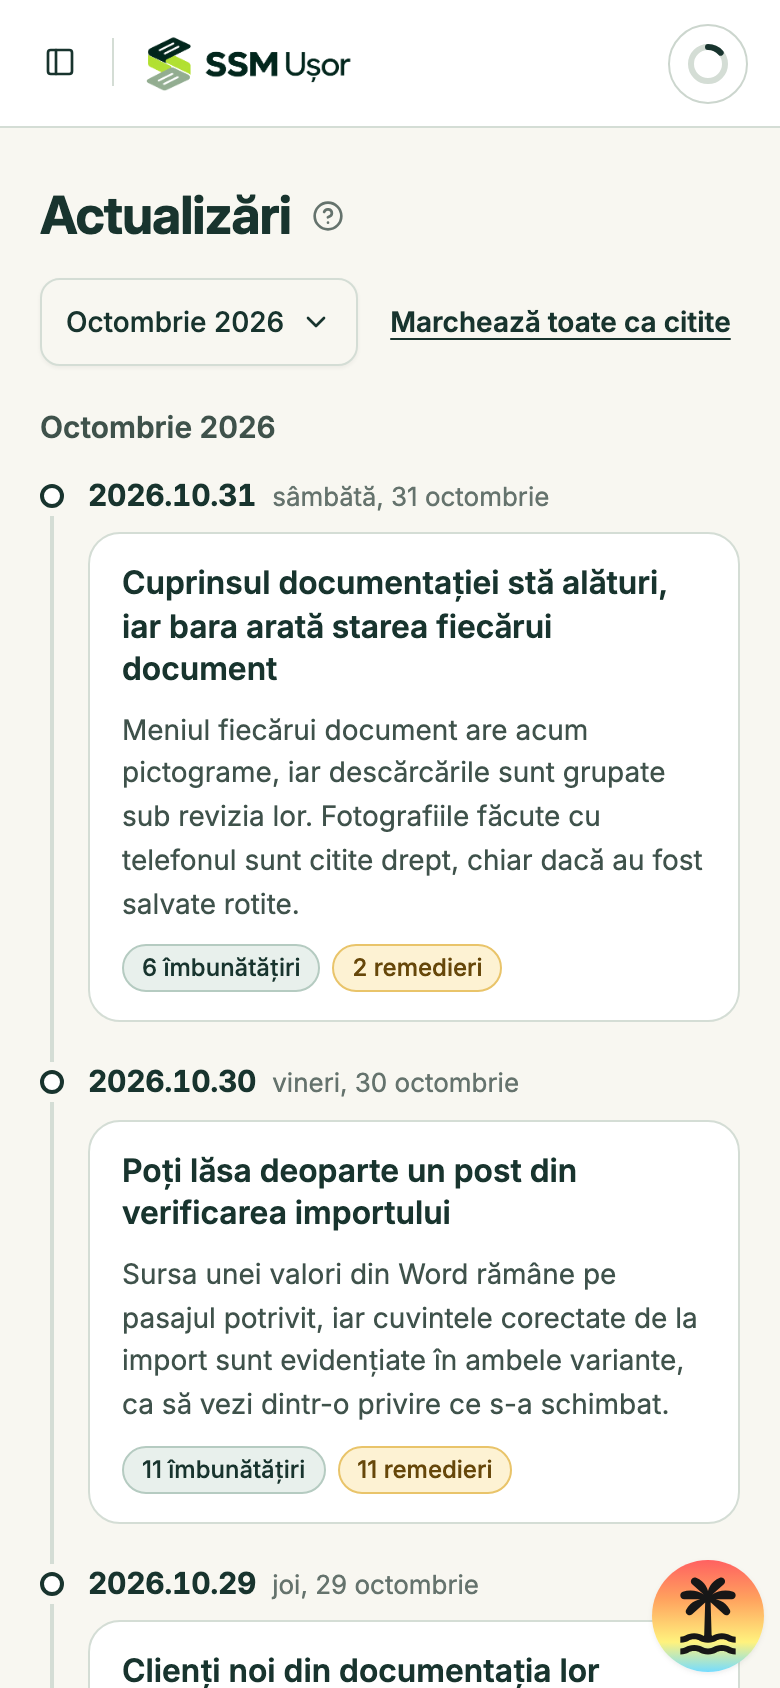 SSM Ușor
Actualizări
Octombrie 2026
Marchează toate ca citite
Octombrie 2026
2026.10.31 sâmbătă, 31 octombrie
Cuprinsul documentației stă alături,
iar bara arată starea fiecărui
document
Meniul fiecărui document are acum
pictograme, iar descărcările sunt grupate
sub revizia lor. Fotografiile făcute cu
telefonul sunt citite drept, chiar dacă au fost
salvate rotite.
6 îmbunătățiri 2 remedieri
2026.10.30 vineri, 30 octombrie
Poți lăsa deoparte un post din
verificarea importului
Sursa unei valori din Word rămâne pe
pasajul potrivit, iar cuvintele corectate de la
import sunt evidențiate în ambele variante,
ca să vezi dintr-o privire ce s-a schimbat.
11 îmbunătățiri 11 remedieri
2026.10.29 joi, 29 octombrie
Clienți noi din documentația lor